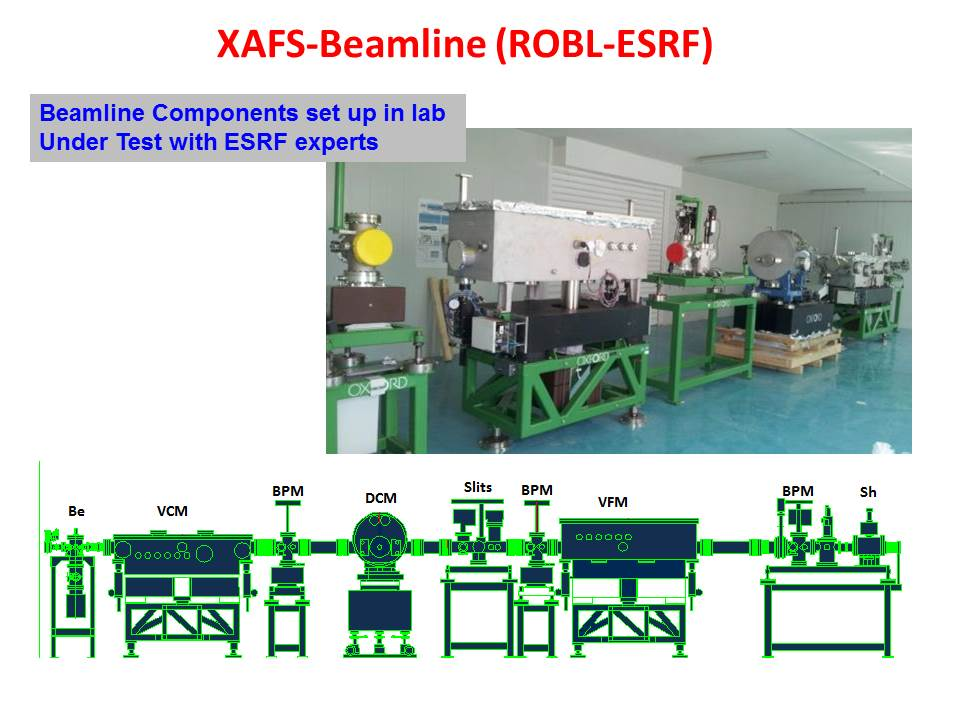 XAFS-Beamline (ROBL-ESRF)
Beamline Components set up in lab
Under Test with ESRF experts
OXFORD
OXFORD
OXFORD
Be
VCM
BPM
DCM
Slits
BPM
VFM
BPM
Sh